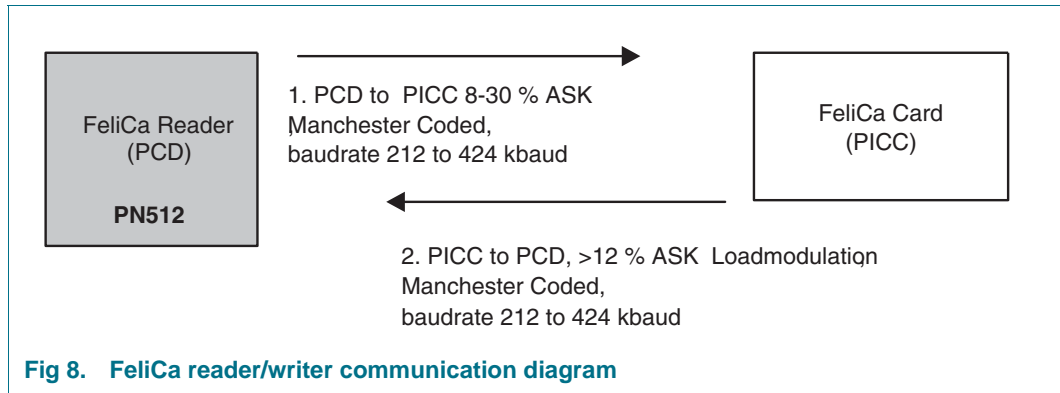 FeliCa Reader
(PCD)
PN512
1. PCD to PICC 8-30 % ASK
Manchester Coded,
baudrate 212 to 424 kbaud
FeliCa Card
(PICC)
2. PICC to PCD, >12 % ASK Loadmodulation
Manchester Coded,
baudrate 212 to 424 kbaud
Fig 8. FeliCa reader/writer communication diagram